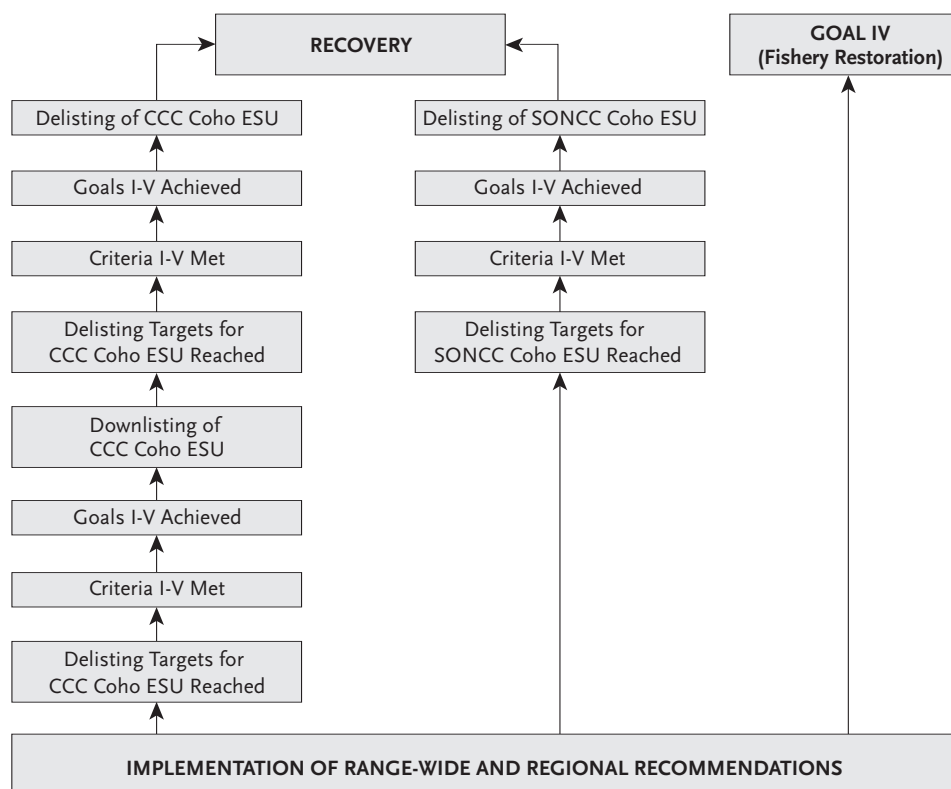 RECOVERY
GOAL IV
(Fishery Restoration)
Delisting of CCC Coho ESU
Delisting of SONCC Coho ESU
Goals I-V Achieved
Goals I-V Achieved
Criteria I-V Met
Criteria I-V Met
Delisting Targets for
CCC Coho ESU Reached
Delisting Targets for
SONCC Coho ESU Reached
Downlisting of
CCC Coho ESU
Goals I-V Achieved
Criteria I-V Met
Delisting Targets for
CCC Coho ESU Reached
IMPLEMENTATION OF RANGE-WIDE AND REGIONAL RECOMMENDATIONS